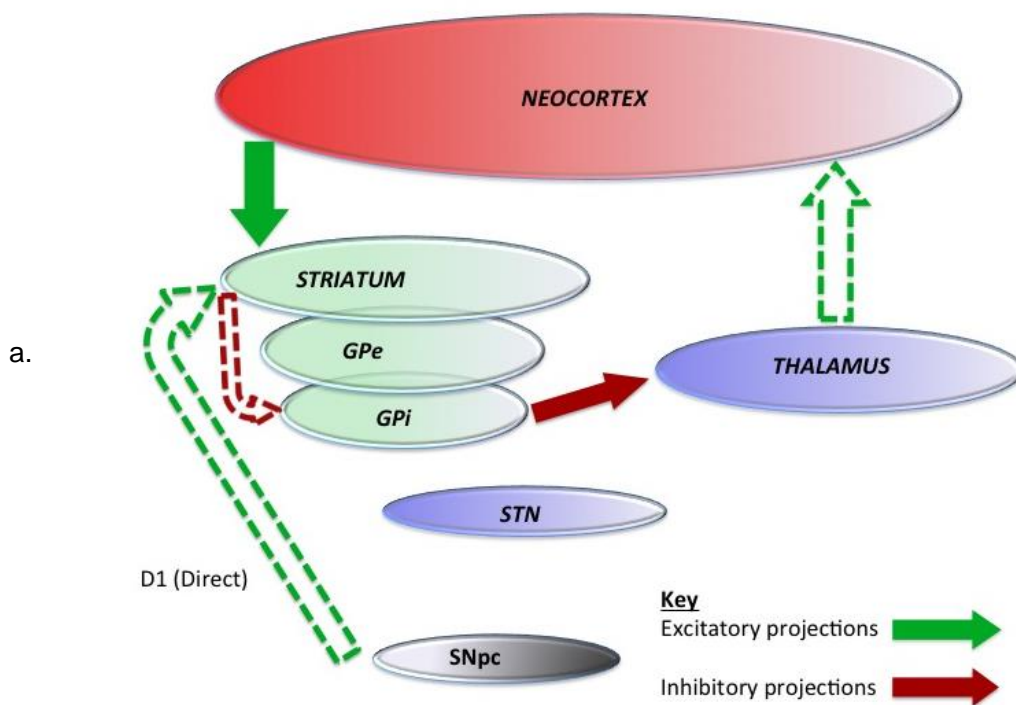 NEOCORTEX
STRIATUM
GPe
GPi
THALAMUS
a.
STN
D1 (Direct)
SNpc
Key
Excitatory projections
Inhibitory projections